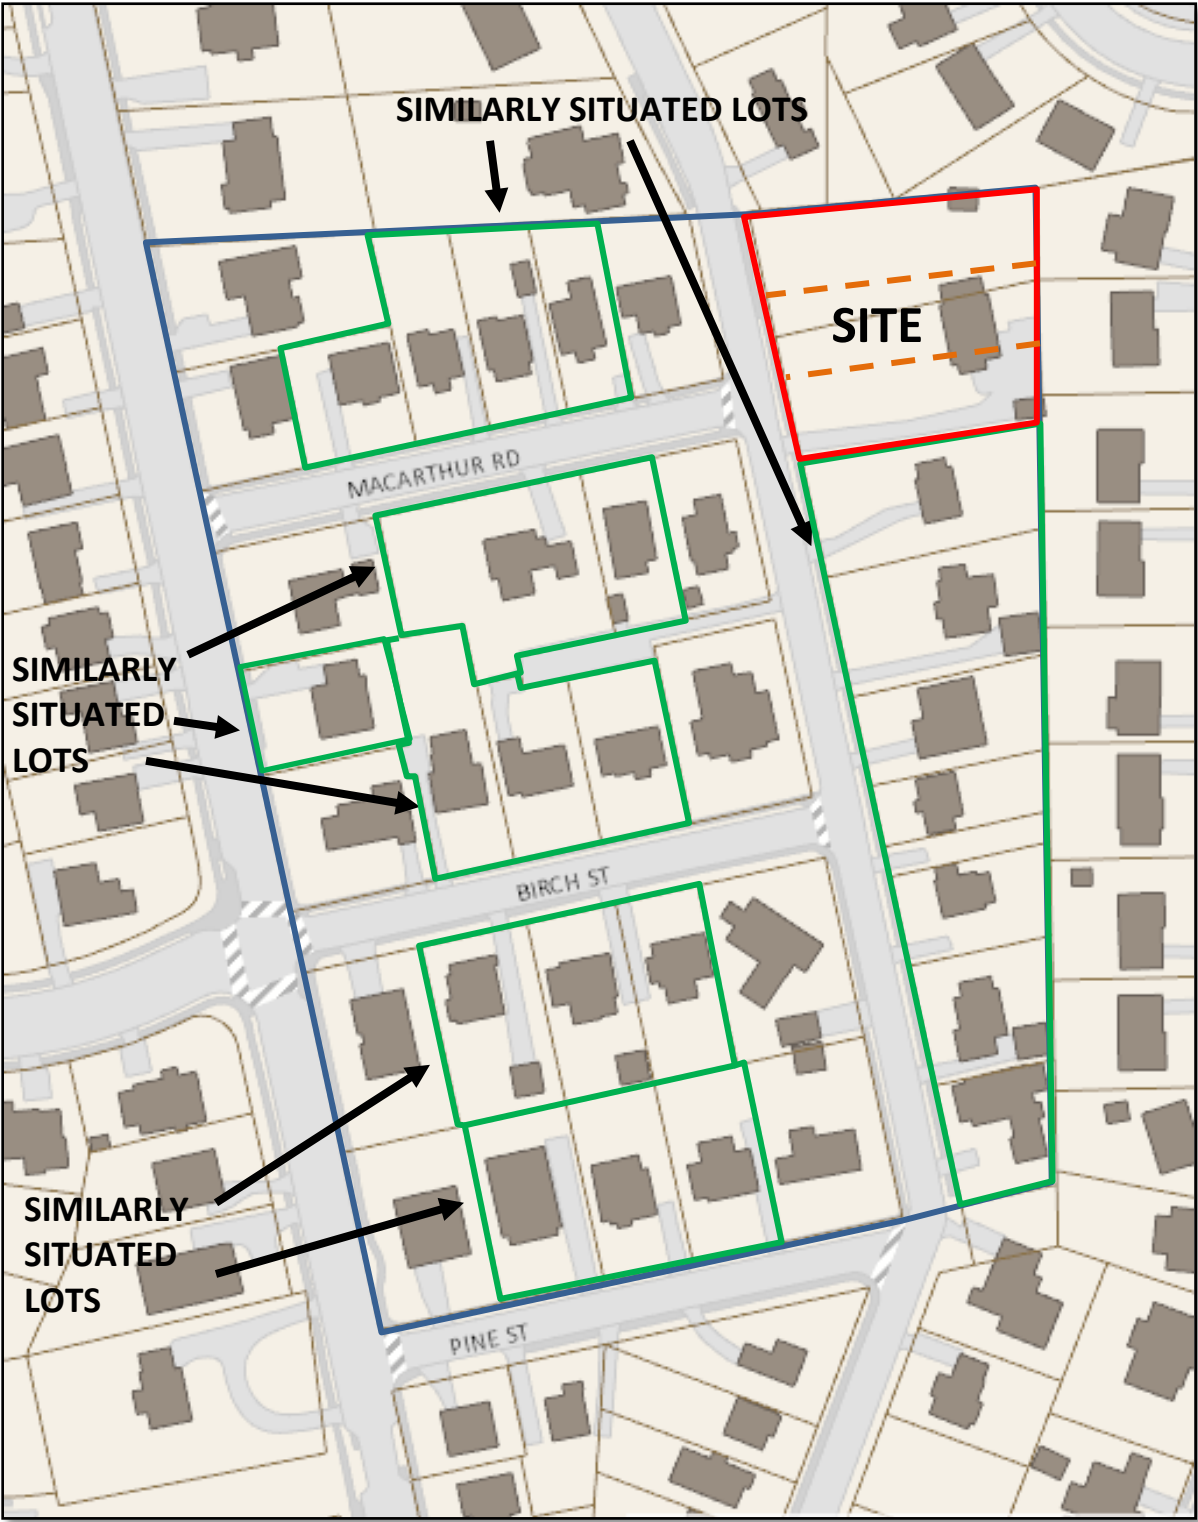 SIMILARLY SITUATED LOTS
SITE
MACARTHUR RD
SIMILARLY
SITUATED
LOTS
BIRCH ST
SIMILARLY
SITUATED
LOTS
PINE ST